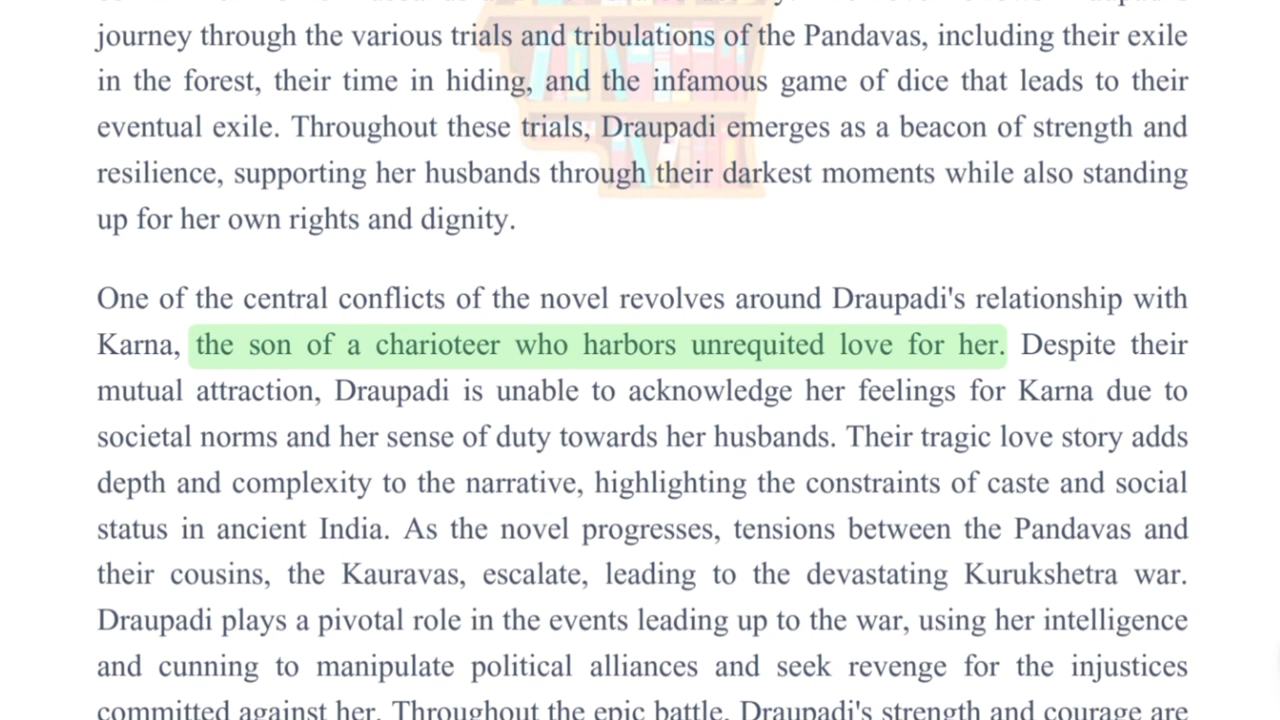 journey through the various trials and tribulations of the Pandavas, including their exile
in the forest, their time in hiding, and the infamous game of dice that leads to their
eventual exile. Throughout these trials, Draupadi emerges as a beacon of strength and
resilience, supporting her husbands through their darkest moments while also standing
up for her own rights and dignity.
One of the central conflicts of the novel revolves around Draupadi's relationship with
Karna, the son of a charioteer who harbors unrequited love for her. Despite their
mutual attraction, Draupadi is unable to acknowledge her feelings for Karna due to
societal norms and her sense of duty towards her husbands. Their tragic love story adds
depth and complexity to the narrative, highlighting the constraints of caste and social
status in ancient India. As the novel progresses, tensions between the Pandavas and
their cousins, the Kauravas, escalate, leading to the devastating Kurukshetra war.
Draupadi plays a pivotal role in the events leading up to the war, using her intelligence
and cunning to manipulate political alliances and seek revenge for the injustices
committed against her. Throughout the epic battle, Draupadi's strength and courage are